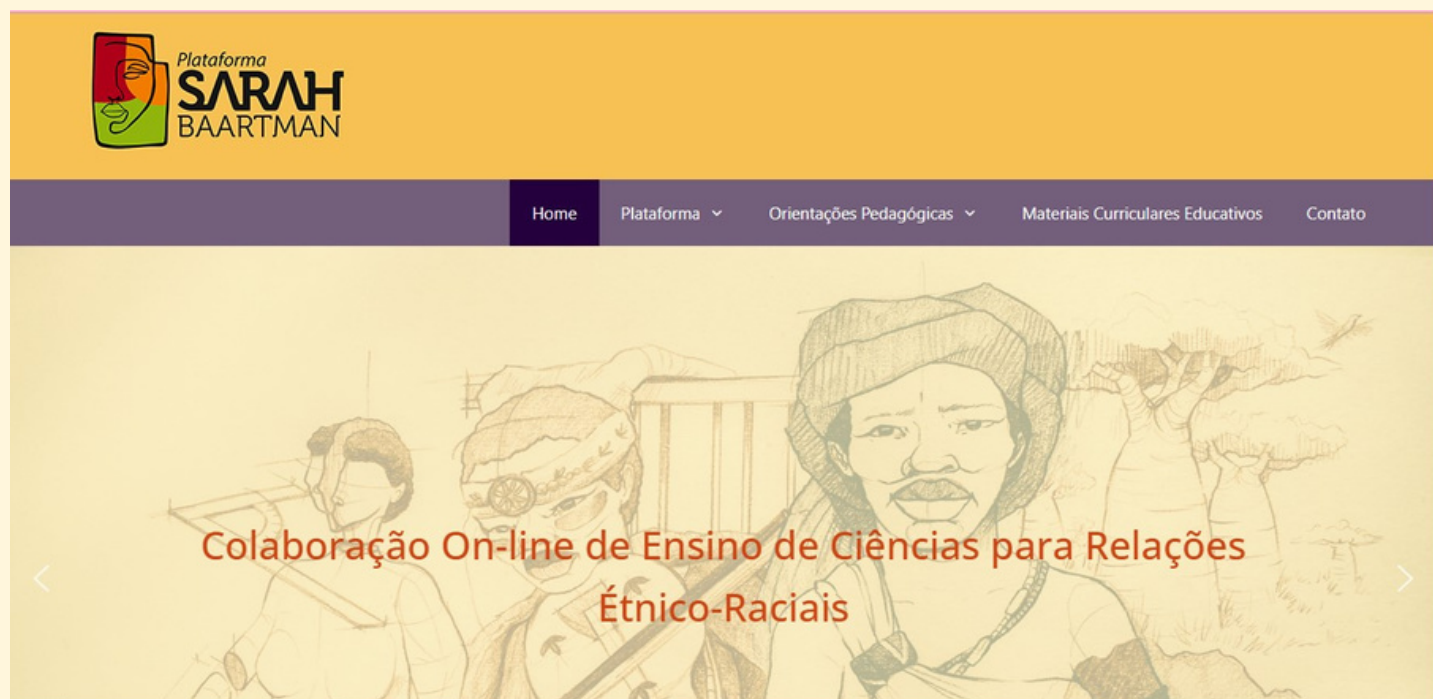 Plataforma
SARAH
BAARTMAN
Home Plataforma Orientações Pedagógicas Materiais Curriculares Educativos Contato
Colaboração On-line de Ensino de Ciências para Relações
Étnico-Raciais